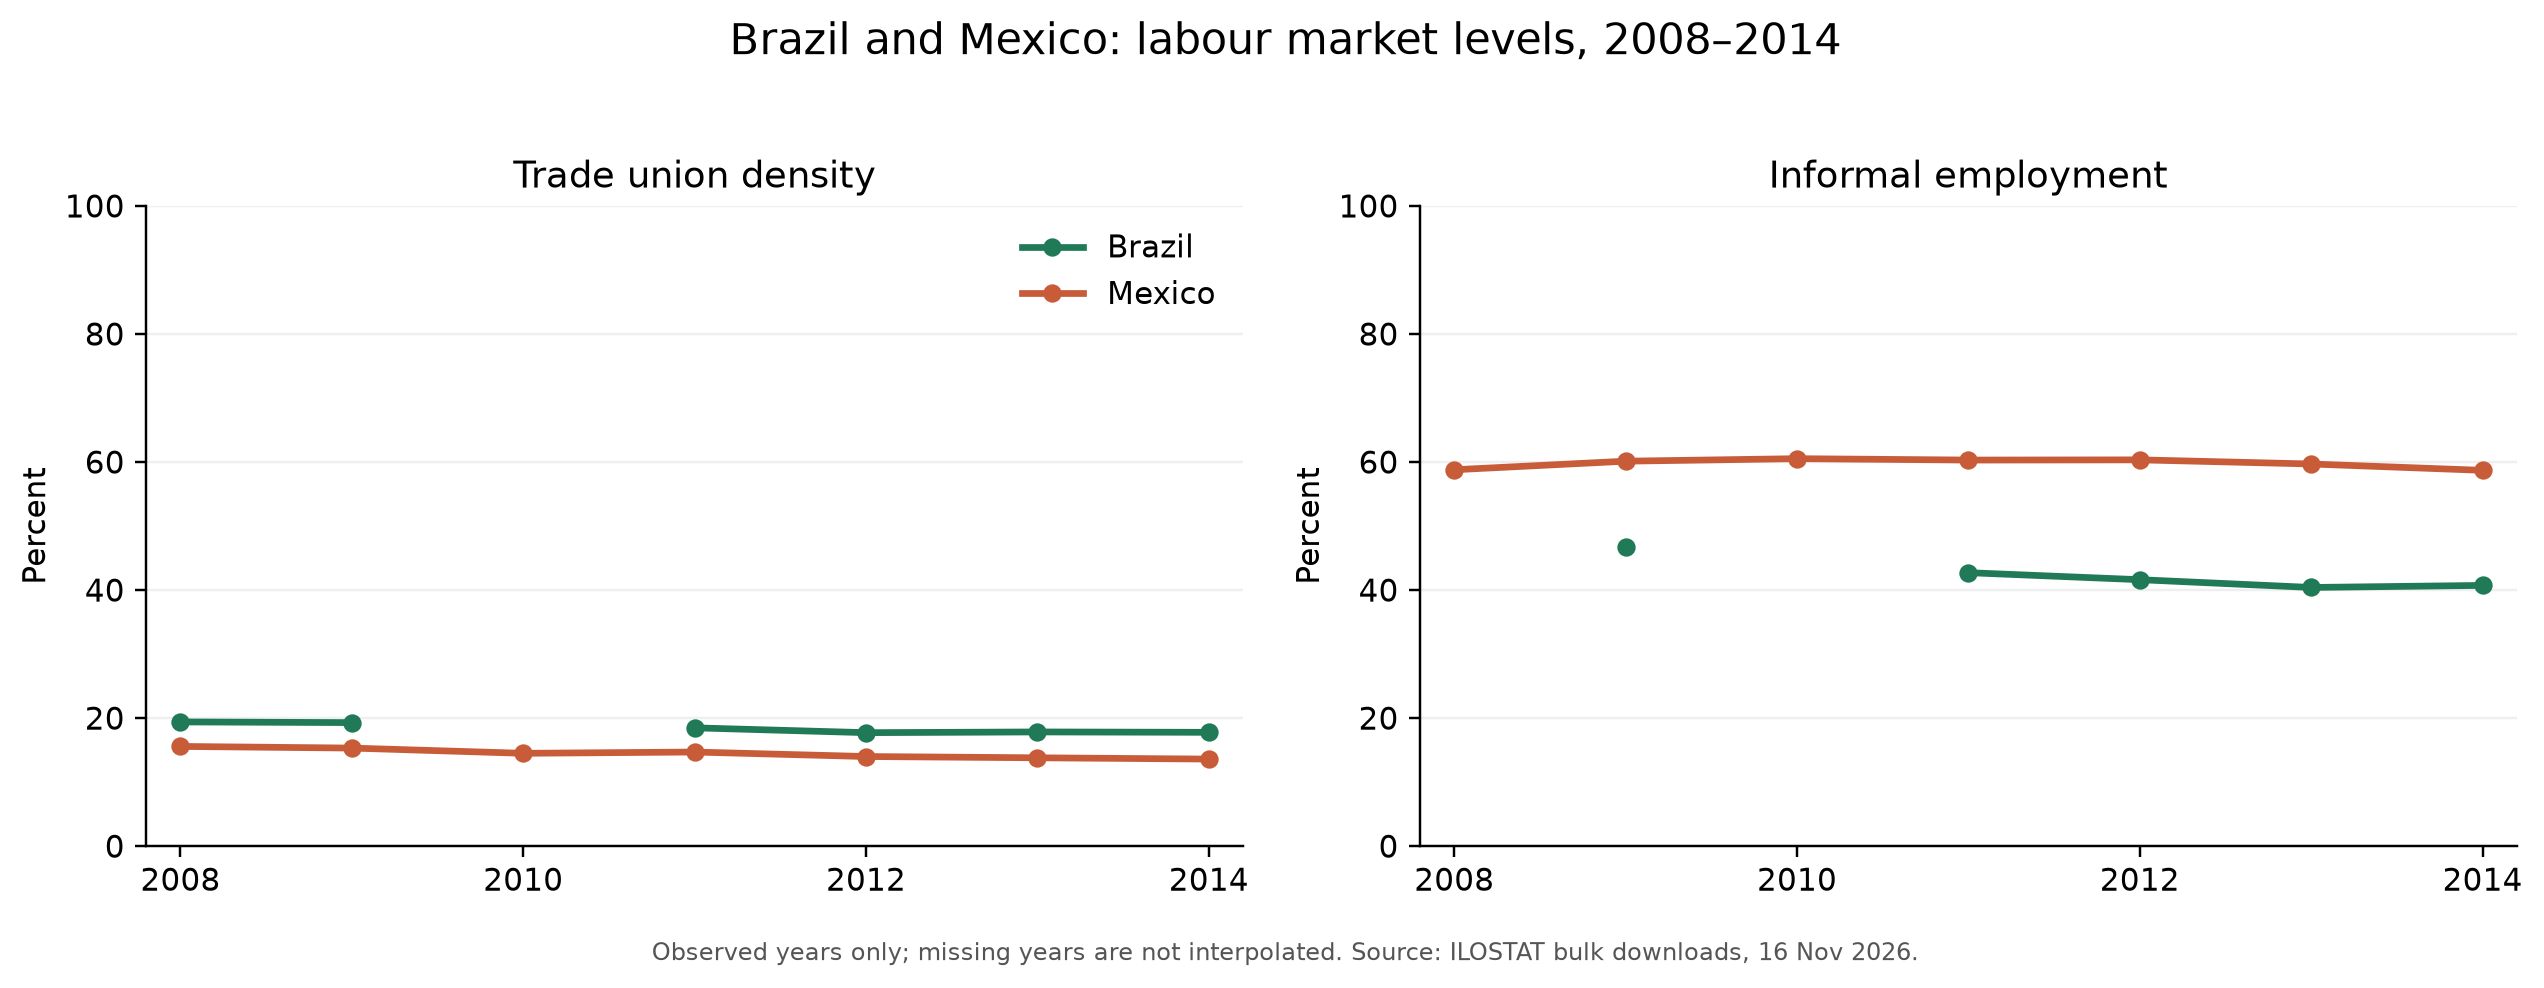 Brazil and Mexico: labour market levels, 2008–2014
Trade union density
100
80
60
40
20
0
Percent
Brazil
Mexico
2008
2010
2012
2014
Informal employment
100
80
60
40
20
0
Percent
2008
2010
2012
2014
Observed years only; missing years are not interpolated. Source: ILOSTAT bulk downloads, 16 Nov 2026.